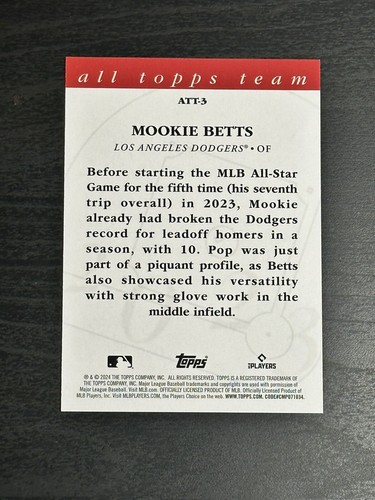 all topps team
ATT-3
MOOKIE BETTS
LOS ANGELES DODGERS® • OF
Before starting the MLB All-Star
Game for the fifth time (his seventh
trip overall) in 2023, Mookie
already had broken the Dodgers
record for leadoff homers in a
season, with 10. Pop was just
part of a piquant profile, as Betts
also showcased his versatility
with strong glove work in the
middle infield.
topps
PLAYERS
® & © 2024 THE TOPPS COMPANY, INC. ALL RIGHTS RESERVED. TOPPS IS A REGISTERED TRADEMARK OF
THE TOPPS COMPANY, INC. Major League Baseball trademarks and copyrights are used with permission of
Major League Baseball. Visit MLB.com. OFFICIALLY LICENSED PRODUCT OF MLB. Officially Licensed Product of
MLB Players, Inc. Visit MLBPLAYERS.COM, the Players Choice on the web. WWW.TOPPS.COM. CODE#CMP071034.